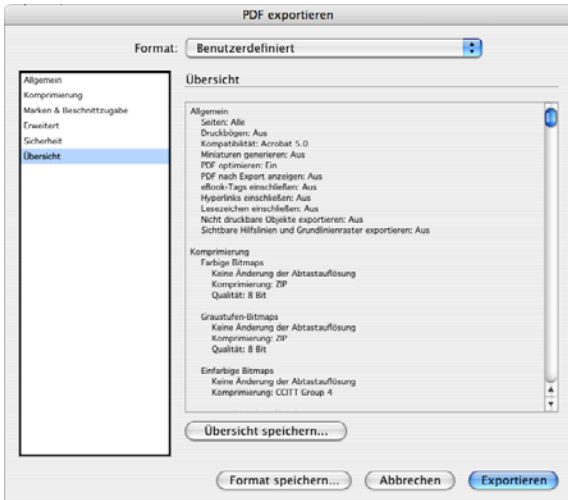 PDF exportieren
Format: Benutzerdefiniert
Allgemein
Komprimierung
Marken & Beschnittzugabe
Erweitert
Sicherheit
Übersicht
Übersicht
Allgemein
Seiten: Alle
Druckbögen: Aus
Kompatibilität: Acrobat 5.0
Miniaturen generieren: Aus
PDF optimieren: Ein
PDF nach Export anzeigen: Aus
eBook-Tags einschließen: Aus
Hyperlinks einschließen: Aus
Lesezeichen einschließen: Aus
Nicht druckbare Objekte exportieren: Aus
Sichtbare Hilfslinien und Grundlinienraster exportieren: Aus
Komprimierung
Farbige Bitmaps
Keine Änderung der Abtastauflösung
Komprimierung: ZIP
Qualität: 8 Bit
Graustufen-Bitmaps
Keine Änderung der Abtastauflösung
Komprimierung: ZIP
Qualität: 8 Bit
Einfarbige Bitmaps
Keine Änderung der Abtastauflösung
Komprimierung: CCITT Group 4
Übersicht speichern...
Format speichern...
Abbrechen
Exportieren